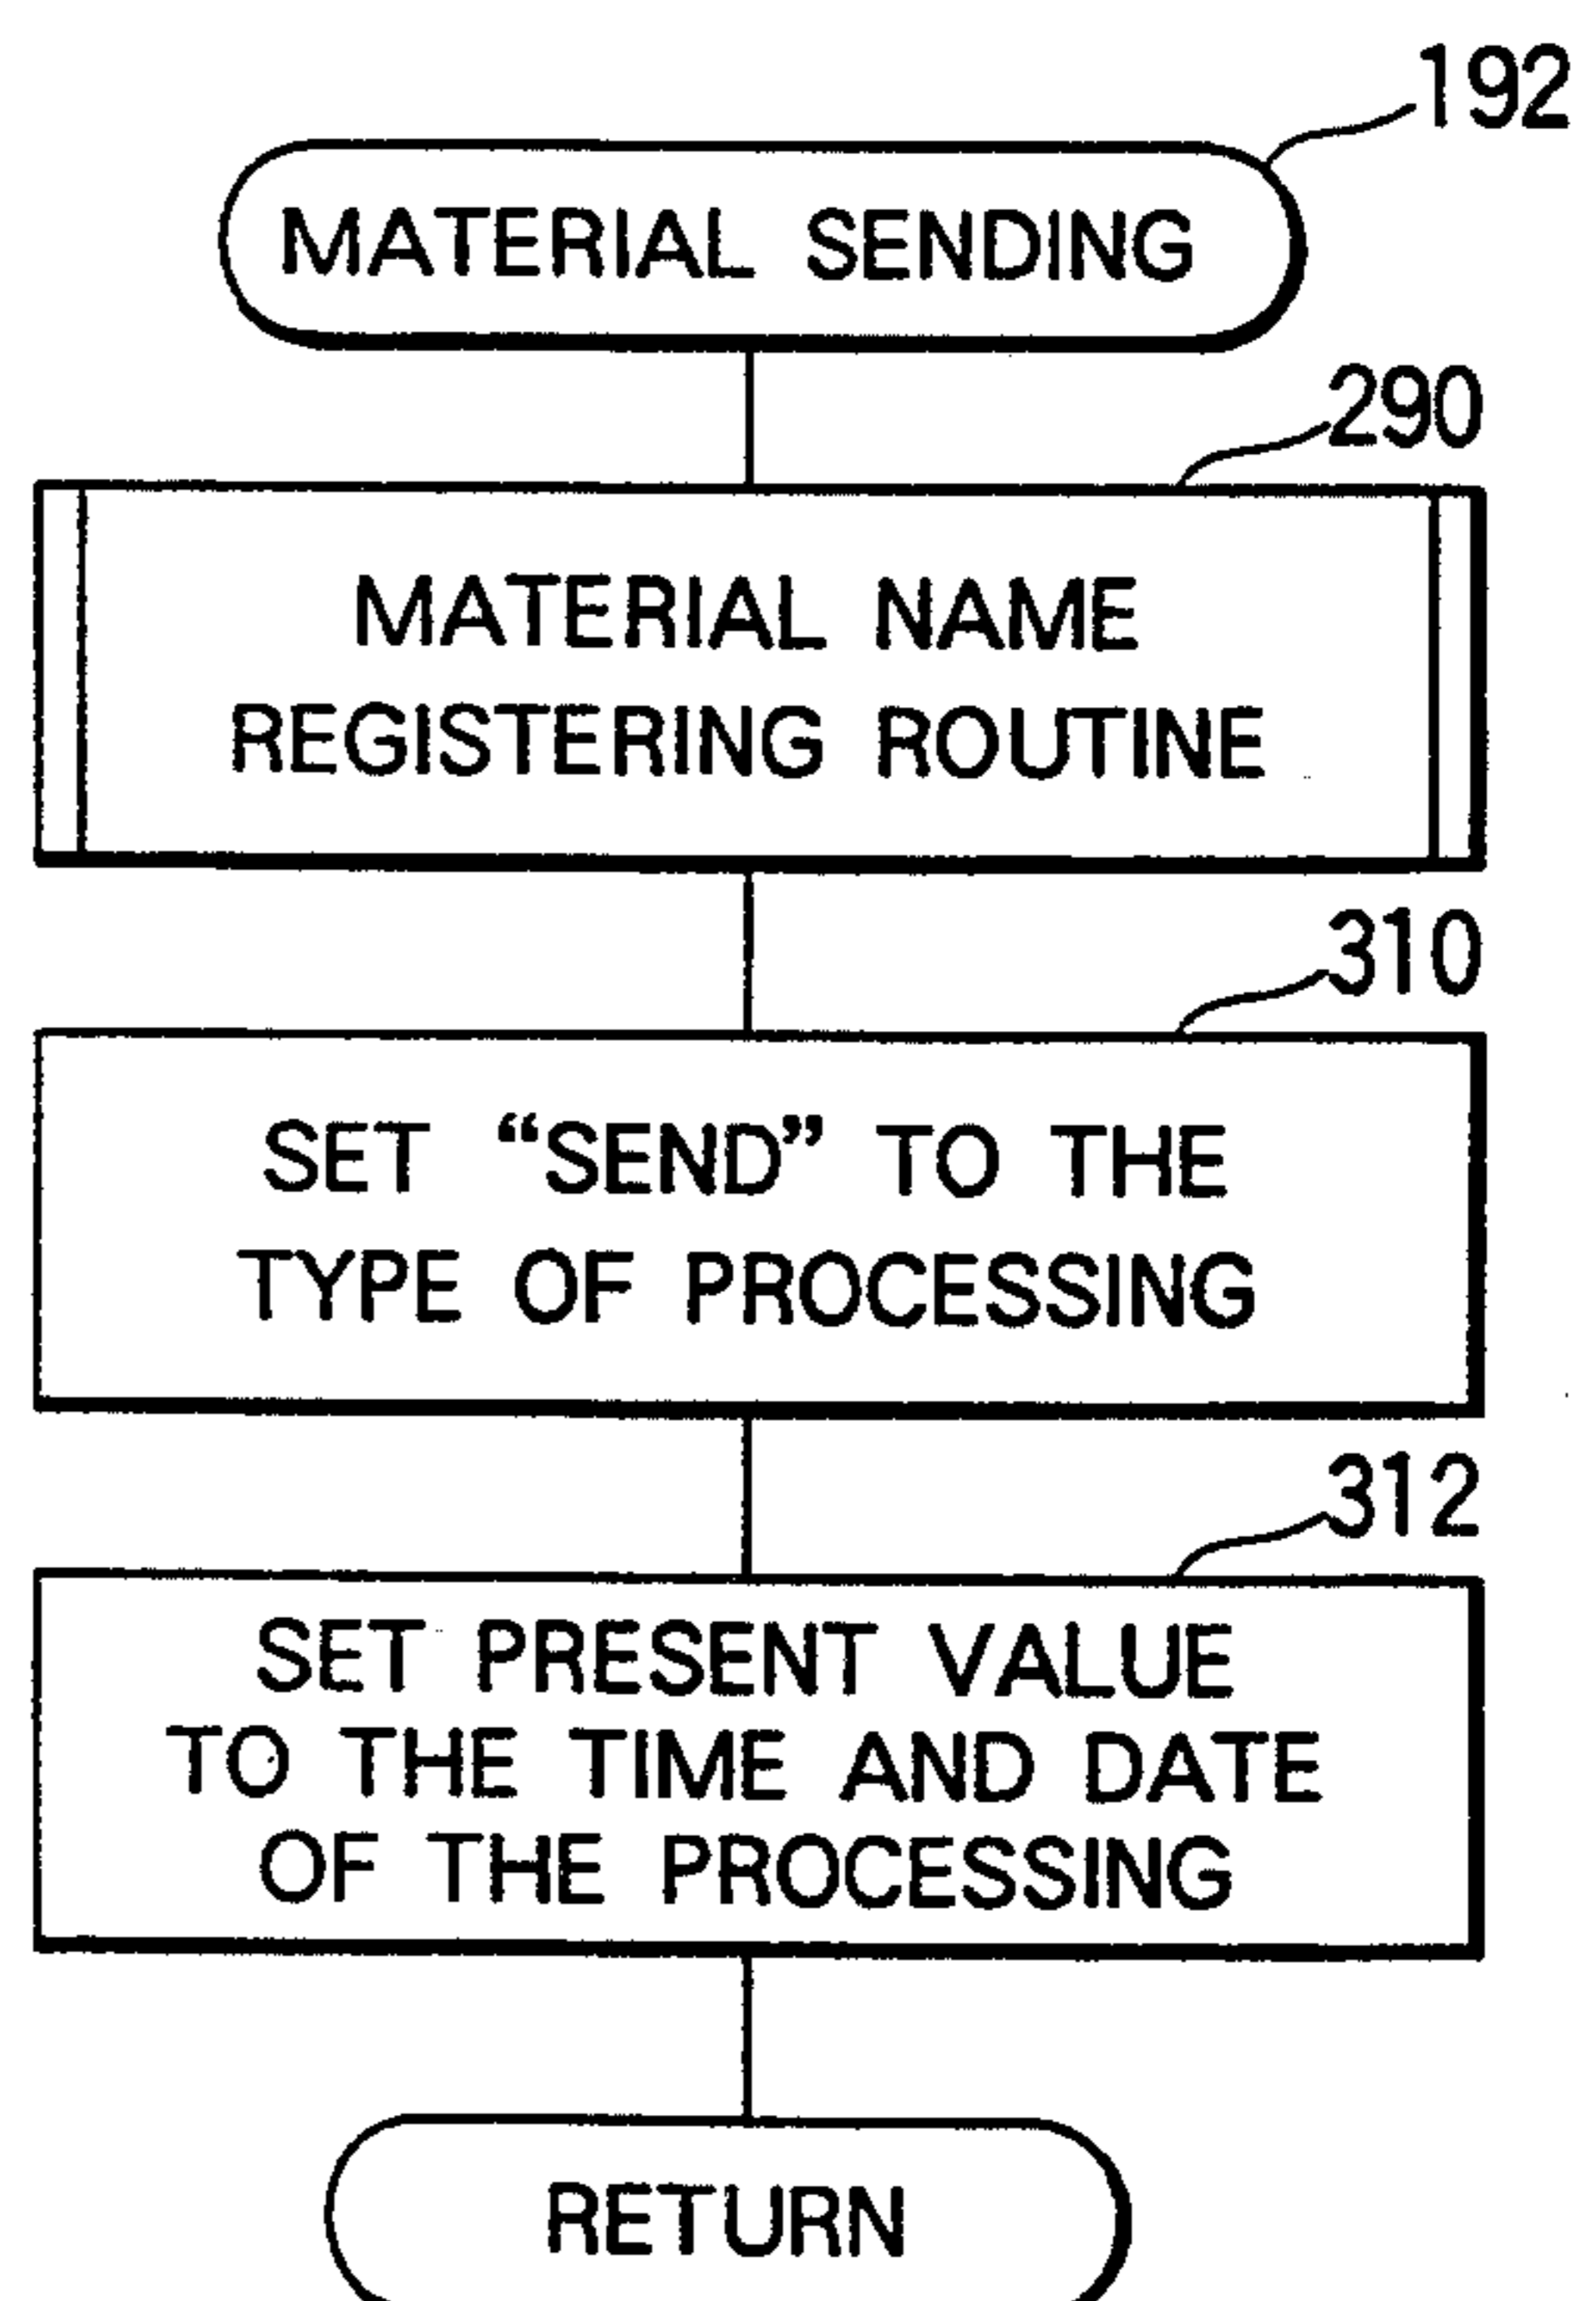 192
MATERIAL SENDING
290
MATERIAL NAME
REGISTERING ROUTINE
310
SET “SEND” TO THE
TYPE OF PROCESSING
312
SET PRESENT VALUE
TO THE TIME AND DATE
OF THE PROCESSING
RETURN